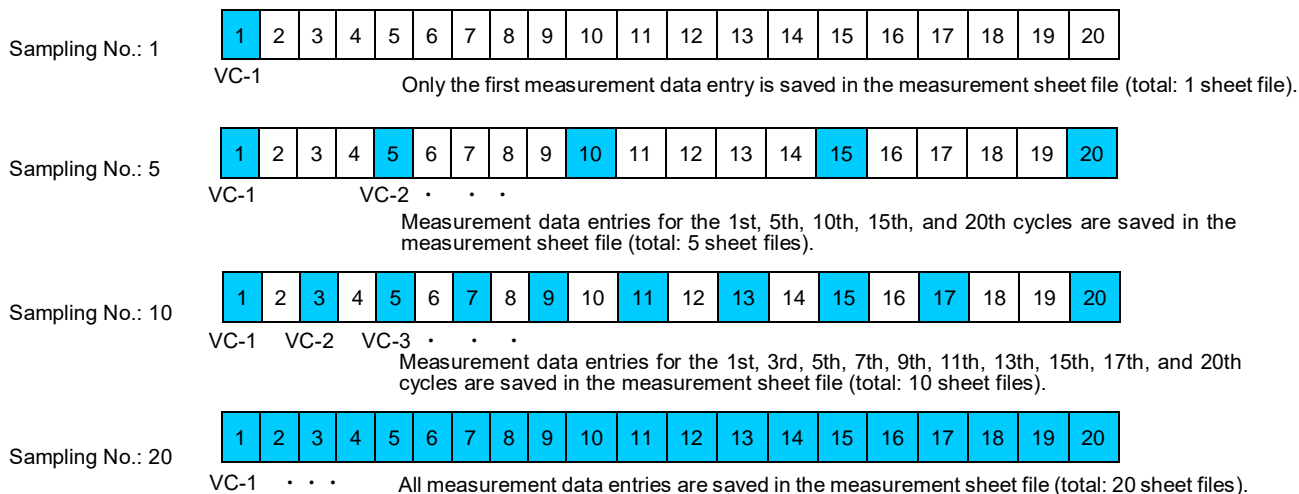 Sampling No.: 1
1 2 3 4 5 6 7 8 9 10 11 12 13 14 15 16 17 18 19 20
VC-1
Only the first measurement data entry is saved in the measurement sheet file (total: 1 sheet file).
Sampling No.: 5
1 2 3 4 5 6 7 8 9 10 11 12 13 14 15 16 17 18 19 20
VC-1 VC-2 ・ ・ ・
Measurement data entries for the 1st, 5th, 10th, 15th, and 20th cycles are saved in the
measurement sheet file (total: 5 sheet files).
Sampling No.: 10
1 2 3 4 5 6 7 8 9 10 11 12 13 14 15 16 17 18 19 20
VC-1 VC-2 VC-3 ・ ・ ・
Measurement data entries for the 1st, 3rd, 5th, 7th, 9th, 11th, 13th, 15th, 17th, and 20th
cycles are saved in the measurement sheet file (total: 10 sheet files).
Sampling No.: 20
1 2 3 4 5 6 7 8 9 10 11 12 13 14 15 16 17 18 19 20
VC-1 ・・・
All measurement data entries are saved in the measurement sheet file (total: 20 sheet files).